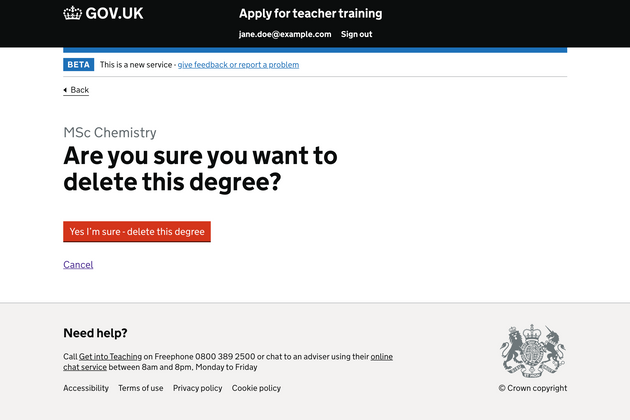 GOV.UK
Apply for teacher training
jane.doe@example.com Sign out
BETA This is a new service - give feedback or report a problem
Back
MSc Chemistry
Are you sure you want to
delete this degree?
Yes I'm sure - delete this degree
Cancel
Need help?
Call Get into Teaching on Freephone 0800 389 2500 or chat to an adviser using their online
chat service between 8am and 8pm, Monday to Friday
Accessibility Terms of use Privacy policy Cookie policy
© Crown copyright